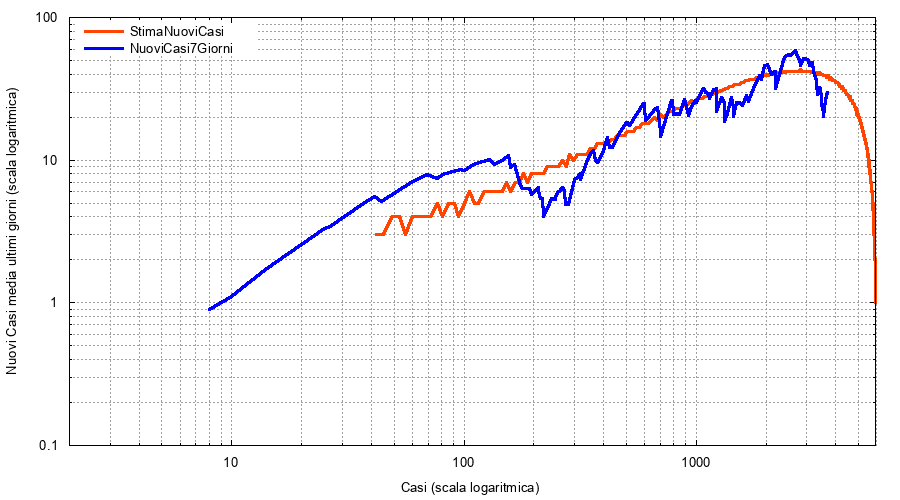 100
StimaNuoviCasi
NuoviCasi7Giorni
10
1
0.1
Nuovi Casi media ultimi giorni (scala logaritmica)
10
100
1000
Casi (scala logaritmica)